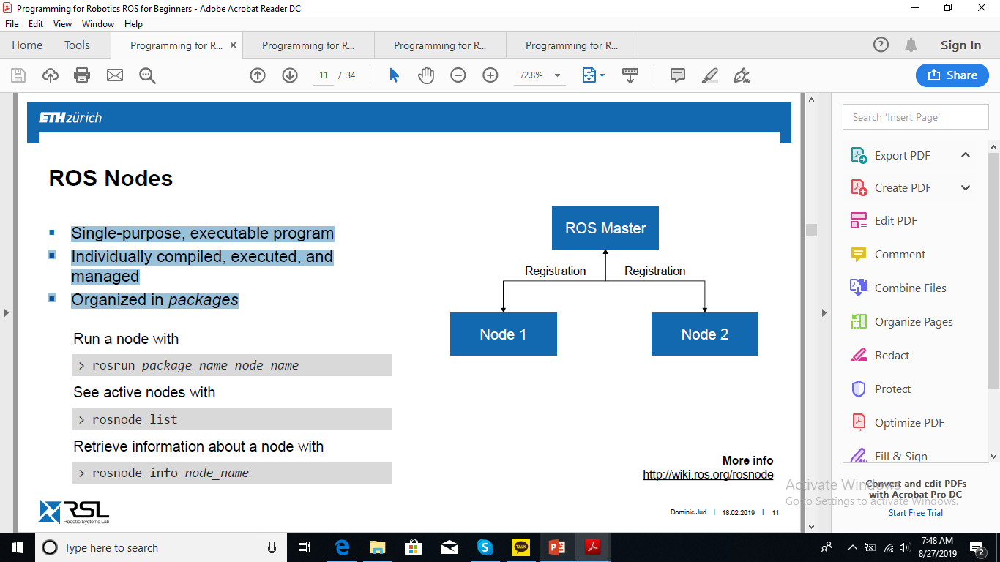 Programming for Robotics ROS for Beginners - Adobe Acrobat Reader DC
File Edit View Window Help
Home Tools Programming for R... × Programming for R... Programming for R... Programming for R... Sign In
11 / 34 72.8% Share
ETH zürich
ROS Nodes
Single-purpose, executable program
Individually compiled, executed, and
managed
Organized in packages
Run a node with
> rosrun package_name node_name
See active nodes with
> rosnode list
Retrieve information about a node with
> rosnode info node_name
ROS Master
Registration Registration
Node 1 Node 2
More info
http://wiki.ros.org/rosnode
RSL
Robotic Systems Lab
Dominic Jud | 18.02.2019 | 11
Search 'Insert Page'
Export PDF
Create PDF
Edit PDF
Comment
Combine Files
Organize Pages
Redact
Protect
Optimize PDF
Fill & Sign
Convert and edit PDFs
with Acrobat Pro DC
Start Free Trial
Activate Windows
Go to Settings to activate Windows.
Type here to search
TALK
7:48 AM
8/27/2019
2